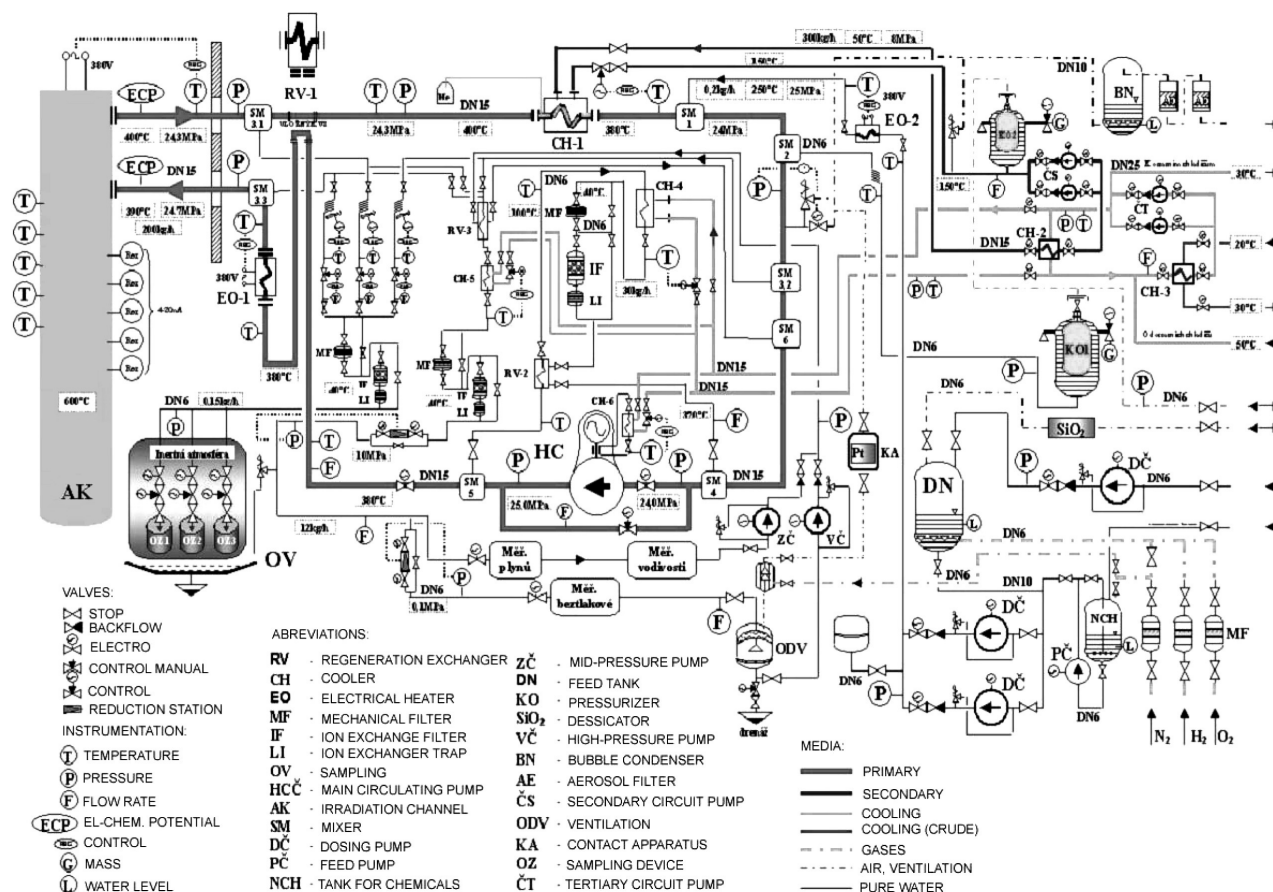 380V
RV-1
ECP
T
P
SM 3.1
400°C
24.3MPa
24.3MPa
DN15
400°C
CH-1
380°C
SM 1
24MPa
0,2kg/h
250°C
25MPa
300kg/h
50°C
8MPa
380V
EO-2
SM 2
DN6
DN10
BN
L
G
F
150°C
ČS
DN25
30°C
ČT
20°C
ECP
DN15
SM 3.3
390°C
24.7MPa
200kg/h
380V
EO-1
380°C
4-20mA
600°C
AK
RV-3
CH-5
DN6
MF
40°C
DN6
IF
LI
CH-4
30kg/h
SM 3.2
SM 6
CH-2
DN15
CH-3
30°C
50°C
MF
40°C
IF
LI
MF
40°C
IF
LI
RV-2
DN15
DN15
CH-6
370°C
DN6
KO1
G
DN6
DN6
SiO₂
DN6
0.15kg/h
Inertní atmosféra
OZ1
OZ2
OZ3
OV
10MPa
HC
DN15
380°C
SM 5
25.0MPa
24.0MPa
SM 4
DN15
Pt
KA
DN
DČ
DN6
12kg/h
Měř. plynů
Měř. vodivosti
ZČ
VČ
DN6
0,1MPa
Měř. beztlakové
ODV
drenáž
DN6
DN6
DN10
DČ
DČ
PČ
DN6
NCH
MF
N₂
H₂
O₂
VALVES:
STOP
BACKFLOW
ELECTRO
CONTROL MANUAL
CONTROL
REDUCTION STATION
INSTRUMENTATION:
T TEMPERATURE
P PRESSURE
F FLOW RATE
ECP EL-CHEM. POTENTIAL
CONTROL
G MASS
L WATER LEVEL
ABREVIATIONS:
RV - REGENERATION EXCHANGER
CH - COOLER
EO - ELECTRICAL HEATER
MF - MECHANICAL FILTER
IF - ION EXCHANGE FILTER
LI - ION EXCHANGER TRAP
OV - SAMPLING
HCČ - MAIN CIRCULATING PUMP
AK - IRRADIATION CHANNEL
SM - MIXER
DČ - DOSING PUMP
PČ - FEED PUMP
NCH - TANK FOR CHEMICALS
ZČ - MID-PRESSURE PUMP
DN - FEED TANK
KO - PRESSURIZER
SiO₂ - DESSICATOR
VČ - HIGH-PRESSURE PUMP
BN - BUBBLE CONDENSER
AE - AEROSOL FILTER
ČS - SECONDARY CIRCUIT PUMP
ODV - VENTILATION
KA - CONTACT APPARATUS
OZ - SAMPLING DEVICE
ČT - TERTIARY CIRCUIT PUMP
MEDIA:
PRIMARY
SECONDARY
COOLING
COOLING (CRUDE)
GASES
AIR, VENTILATION
PURE WATER